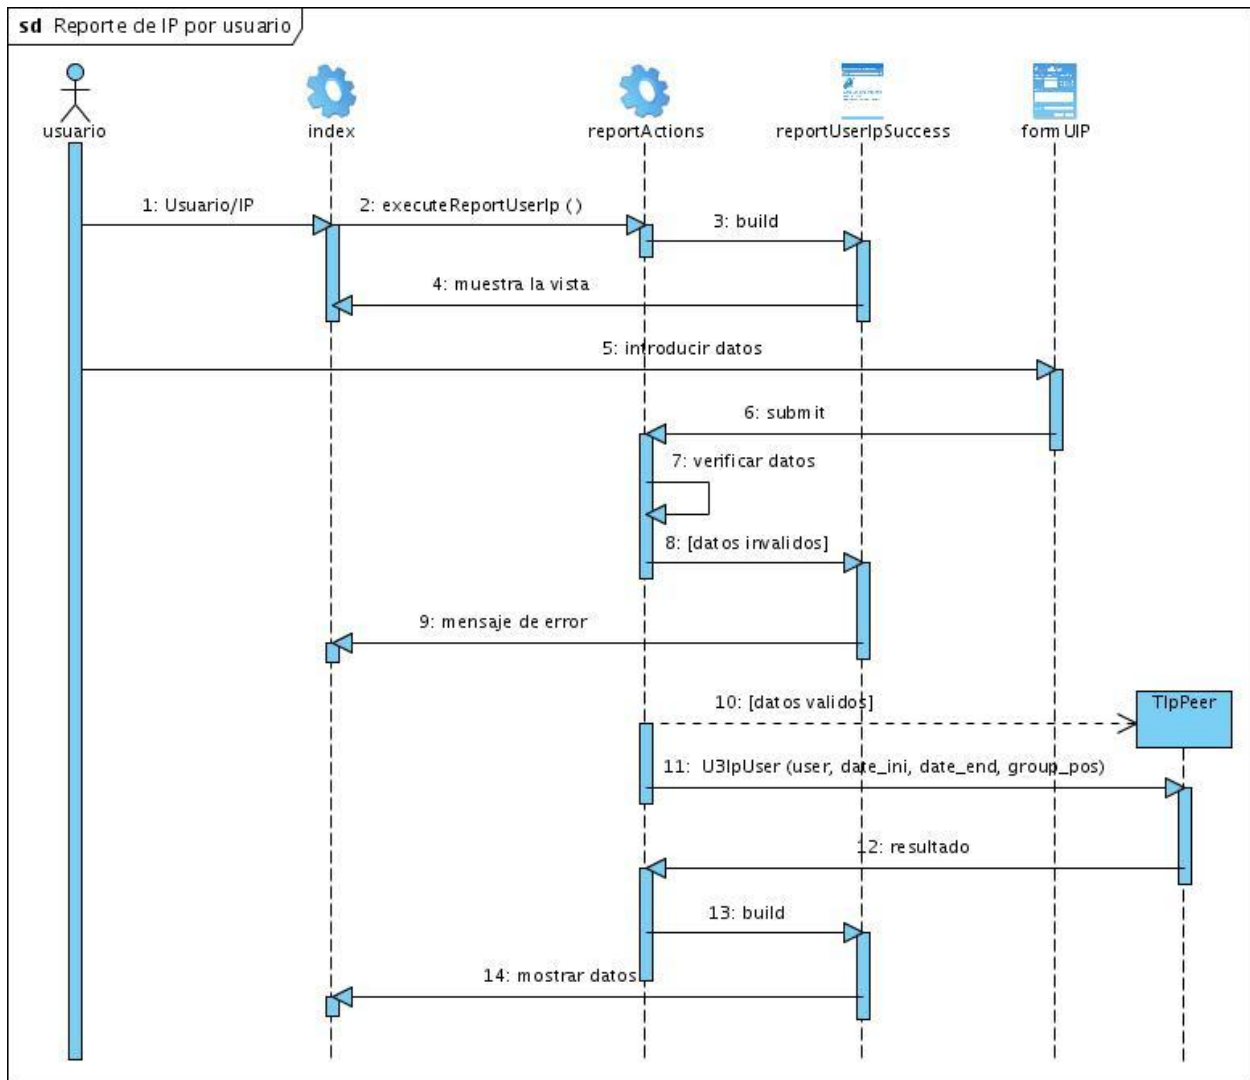 sd Reporte de IP por usuario
usuario
index
reportActions
reportUserIpSuccess
formUIP
1: Usuario/IP
2: executeReportUserIp ()
3: build
4: muestra la vista
5: introducir datos
6: submit
7: verificar datos
8: [datos invalidos]
9: mensaje de error
10: [datos validos]
TIpPeer
11: U3IpUser (user, date_ini, date_end, group_pos)
12: resultado
13: build
14: mostrar datos